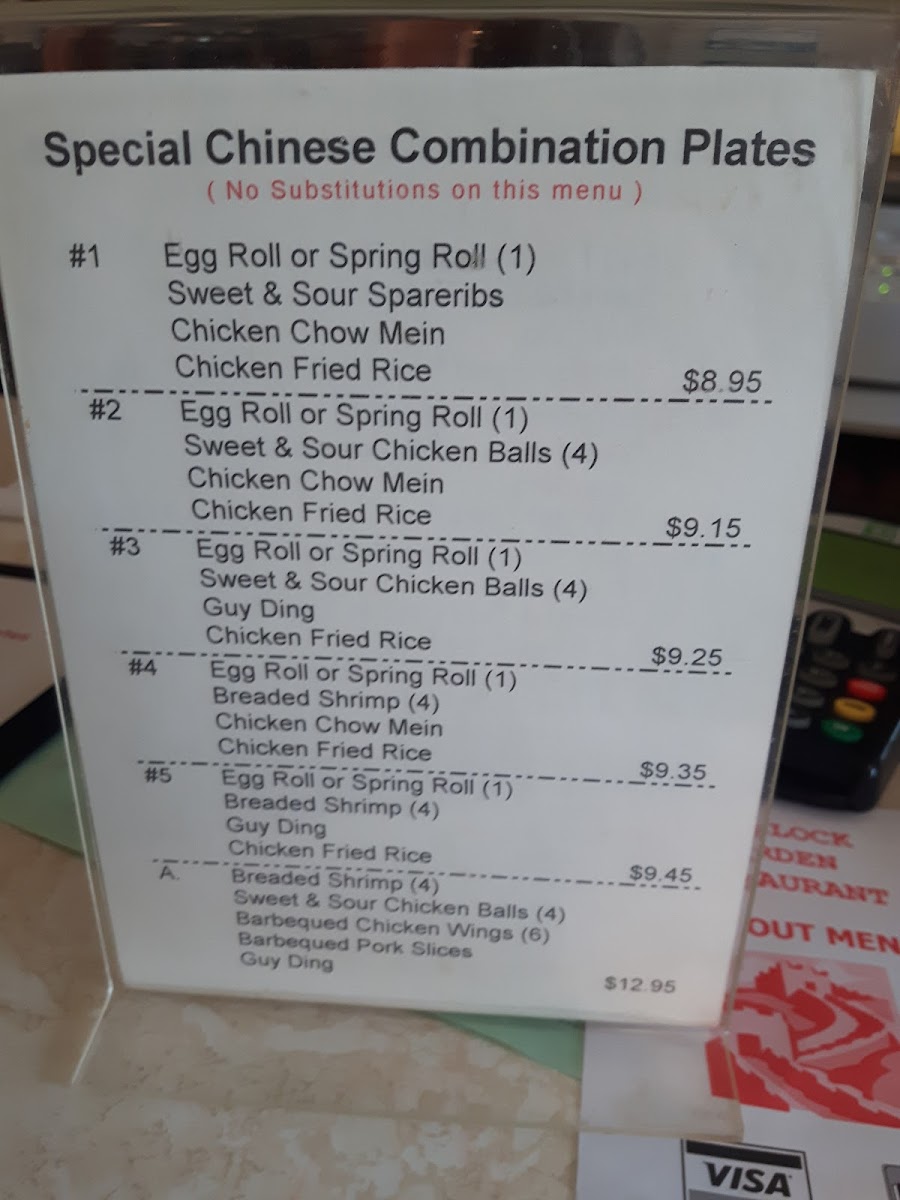 Special Chinese Combination Plates
( No Substitutions on this menu )
#1 Egg Roll or Spring Roll (1)
Sweet & Sour Spareribs
Chicken Chow Mein
Chicken Fried Rice $8.95
#2 Egg Roll or Spring Roll (1)
Sweet & Sour Chicken Balls (4)
Chicken Chow Mein
Chicken Fried Rice $9.15
#3 Egg Roll or Spring Roll (1)
Sweet & Sour Chicken Balls (4)
Guy Ding
Chicken Fried Rice $9.25
#4 Egg Roll or Spring Roll (1)
Breaded Shrimp (4)
Chicken Chow Mein
Chicken Fried Rice $9.35
#5 Egg Roll or Spring Roll (1)
Breaded Shrimp (4)
Guy Ding
Chicken Fried Rice $9.45
A. Breaded Shrimp (4)
Sweet & Sour Chicken Balls (4)
Barbequed Chicken Wings (6)
Barbequed Pork Slices
Guy Ding $12.95
LOCK
RDEN
AURANT
OUT MEN
VISA